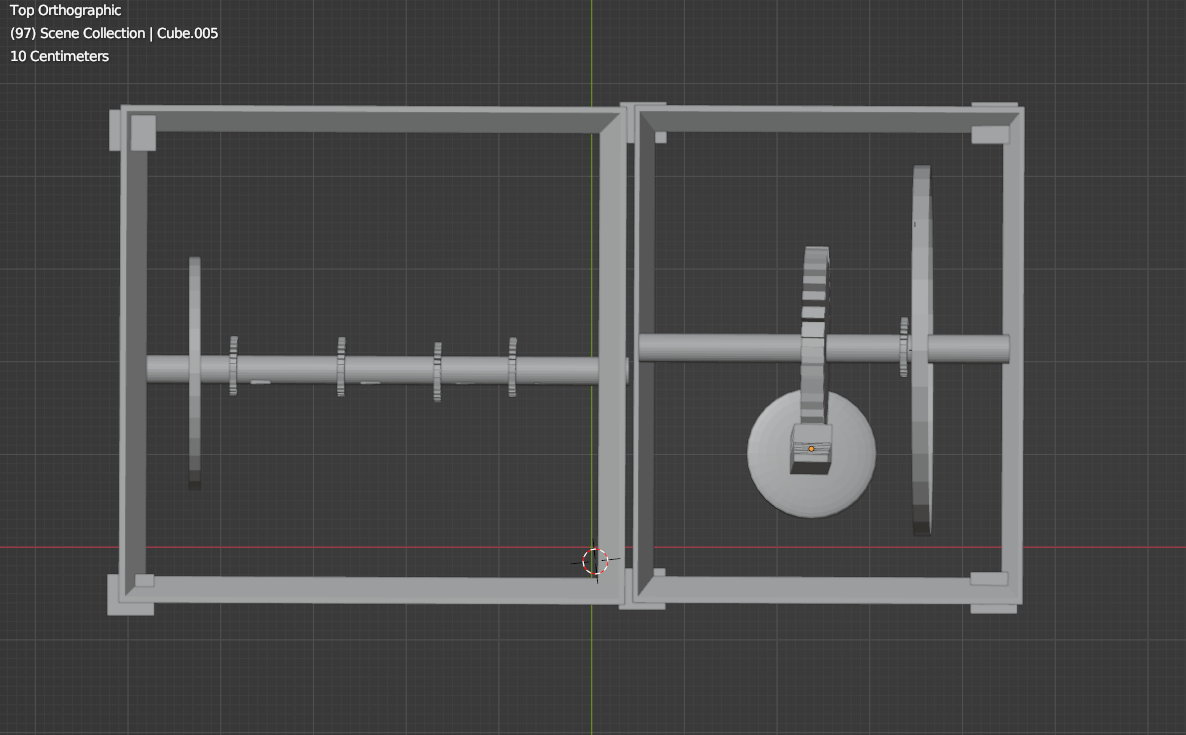 Top Orthographic
(97) Scene Collection | Cube.005
10 Centimeters